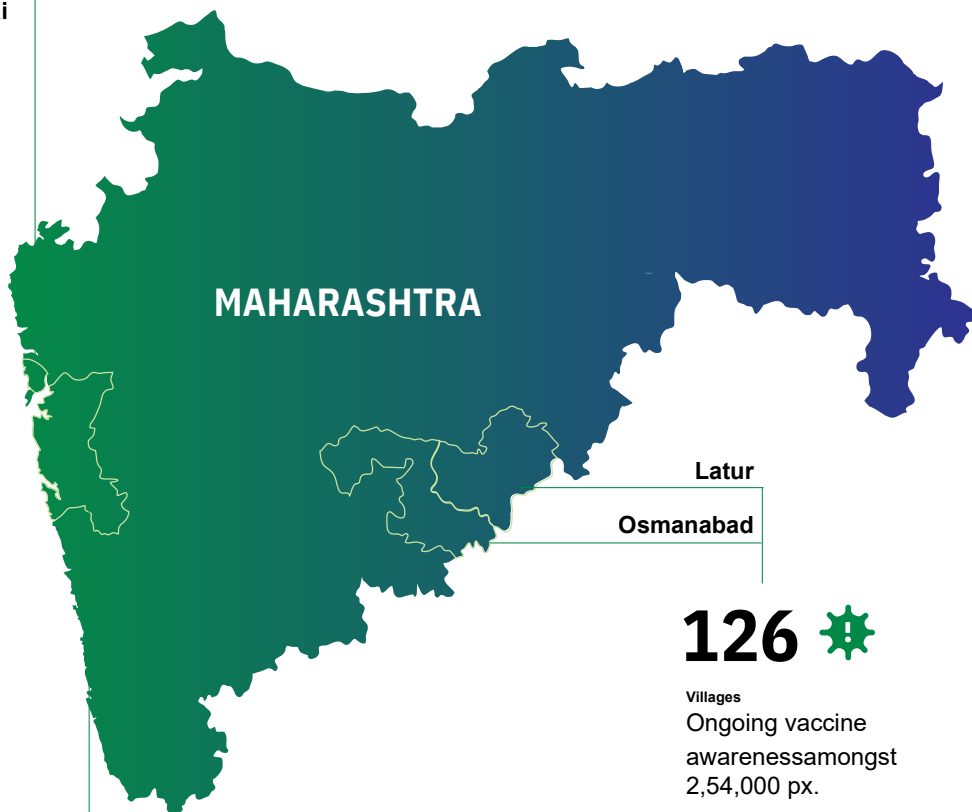 i
MAHARASHTRA
Latur
Osmanabad
126
Villages
Ongoing vaccine
awarenessamongst
2,54,000 px.